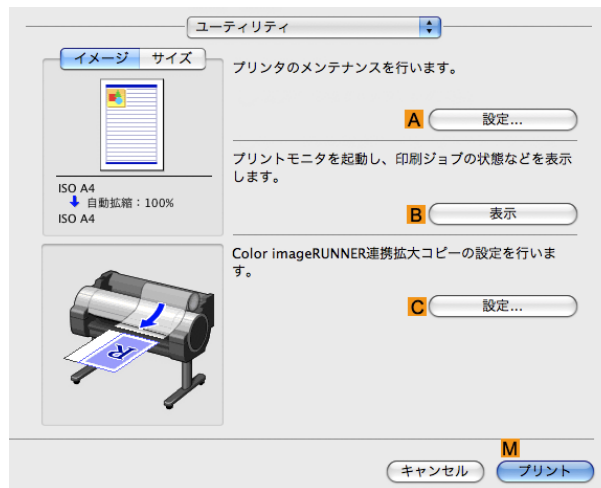 ユーティリティ
イメージ サイズ
プリンタのメンテナンスを行います。
A 設定...
プリントモニタを起動し、印刷ジョブの状態などを表示
します。
ISO A4
自動拡縮：100%
ISO A4
B 表示
Color imageRUNNER連携拡大コピーの設定を行いま
す。
C 設定...
R
M
キャンセル プリント